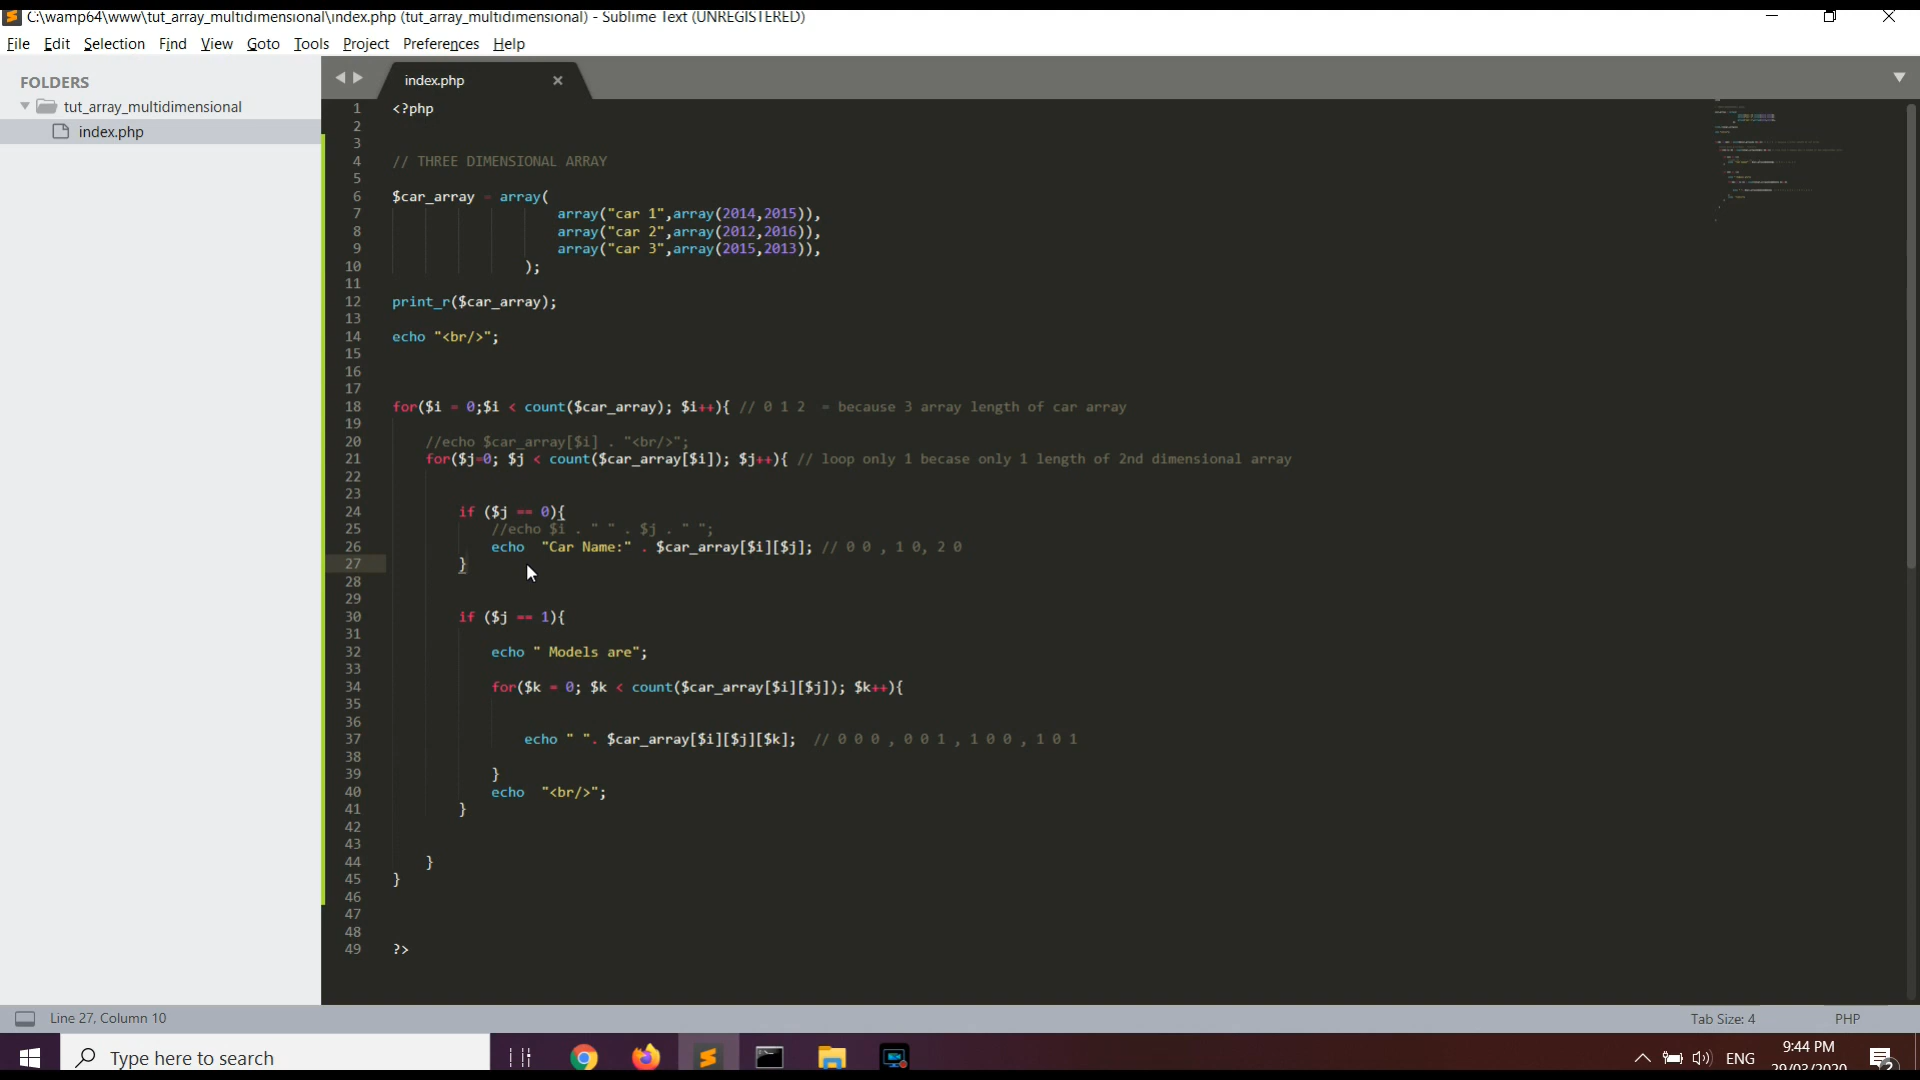 C:\wamp64\www\tut_array_multidimensional\index.php (tut_array_multidimensional) - Sublime Text (UNREGISTERED)
File Edit Selection Find View Goto Tools Project Preferences Help
FOLDERS
tut_array_multidimensional
index.php
index.php
1 <?php
2
3
4 // THREE DIMENSIONAL ARRAY
5
6 $car_array = array(
7 array("car 1",array(2014,2015)),
8 array("car 2",array(2012,2016)),
9 array("car 3",array(2015,2013)),
10 );
11
12 print_r($car_array);
13
14 echo "<br/>";
15
16
17
18 for($i = 0;$i < count($car_array); $i++){ // 0 1 2  = because 3 array length of car array
19
20 //echo $car_array[$i] . "<br/>";
21 for($j=0; $j < count($car_array[$i]); $j++){ // loop only 1 becase only 1 length of 2nd dimensional array
22
23
24 if ($j == 0){
25 //echo $i . " " . $j . " ";
26 echo  "Car Name:" . $car_array[$i][$j]; // 0 0 , 1 0, 2 0
27 }
28
29
30 if ($j == 1){
31
32 echo " Models are";
33
34 for($k = 0; $k < count($car_array[$i][$j]); $k++){
35
36
37 echo " ". $car_array[$i][$j][$k];  // 0 0 0 , 0 0 1 , 1 0 0 , 1 0 1
38
39 }
40 echo  "<br/>";
41 }
42
43
44 }
45 }
46
47
48
49 ?>
Line 27, Column 10
Tab Size: 4
PHP
Type here to search
ENG
9:44 PM
29/03/2020
2